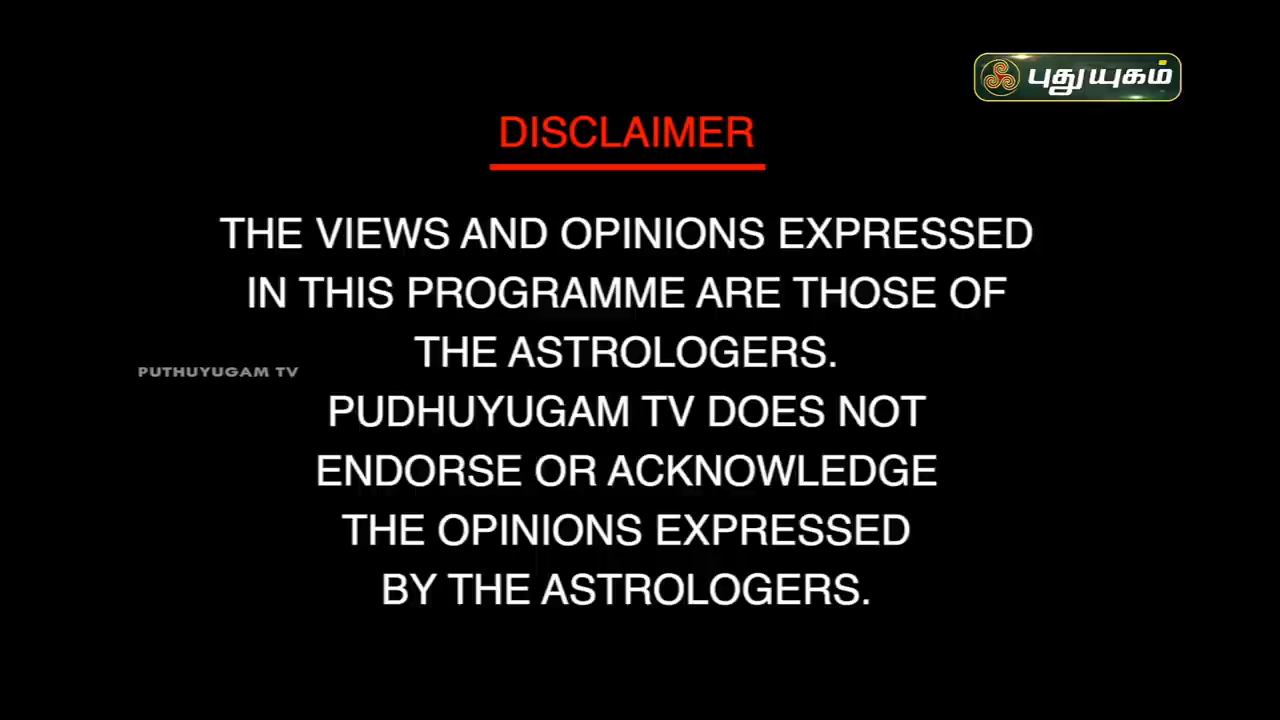 புதுயுகம்
DISCLAIMER
THE VIEWS AND OPINIONS EXPRESSED
IN THIS PROGRAMME ARE THOSE OF
THE ASTROLOGERS.
PUTHUYUGAM TV
PUDHUYUGAM TV DOES NOT
ENDORSE OR ACKNOWLEDGE
THE OPINIONS EXPRESSED
BY THE ASTROLOGERS.